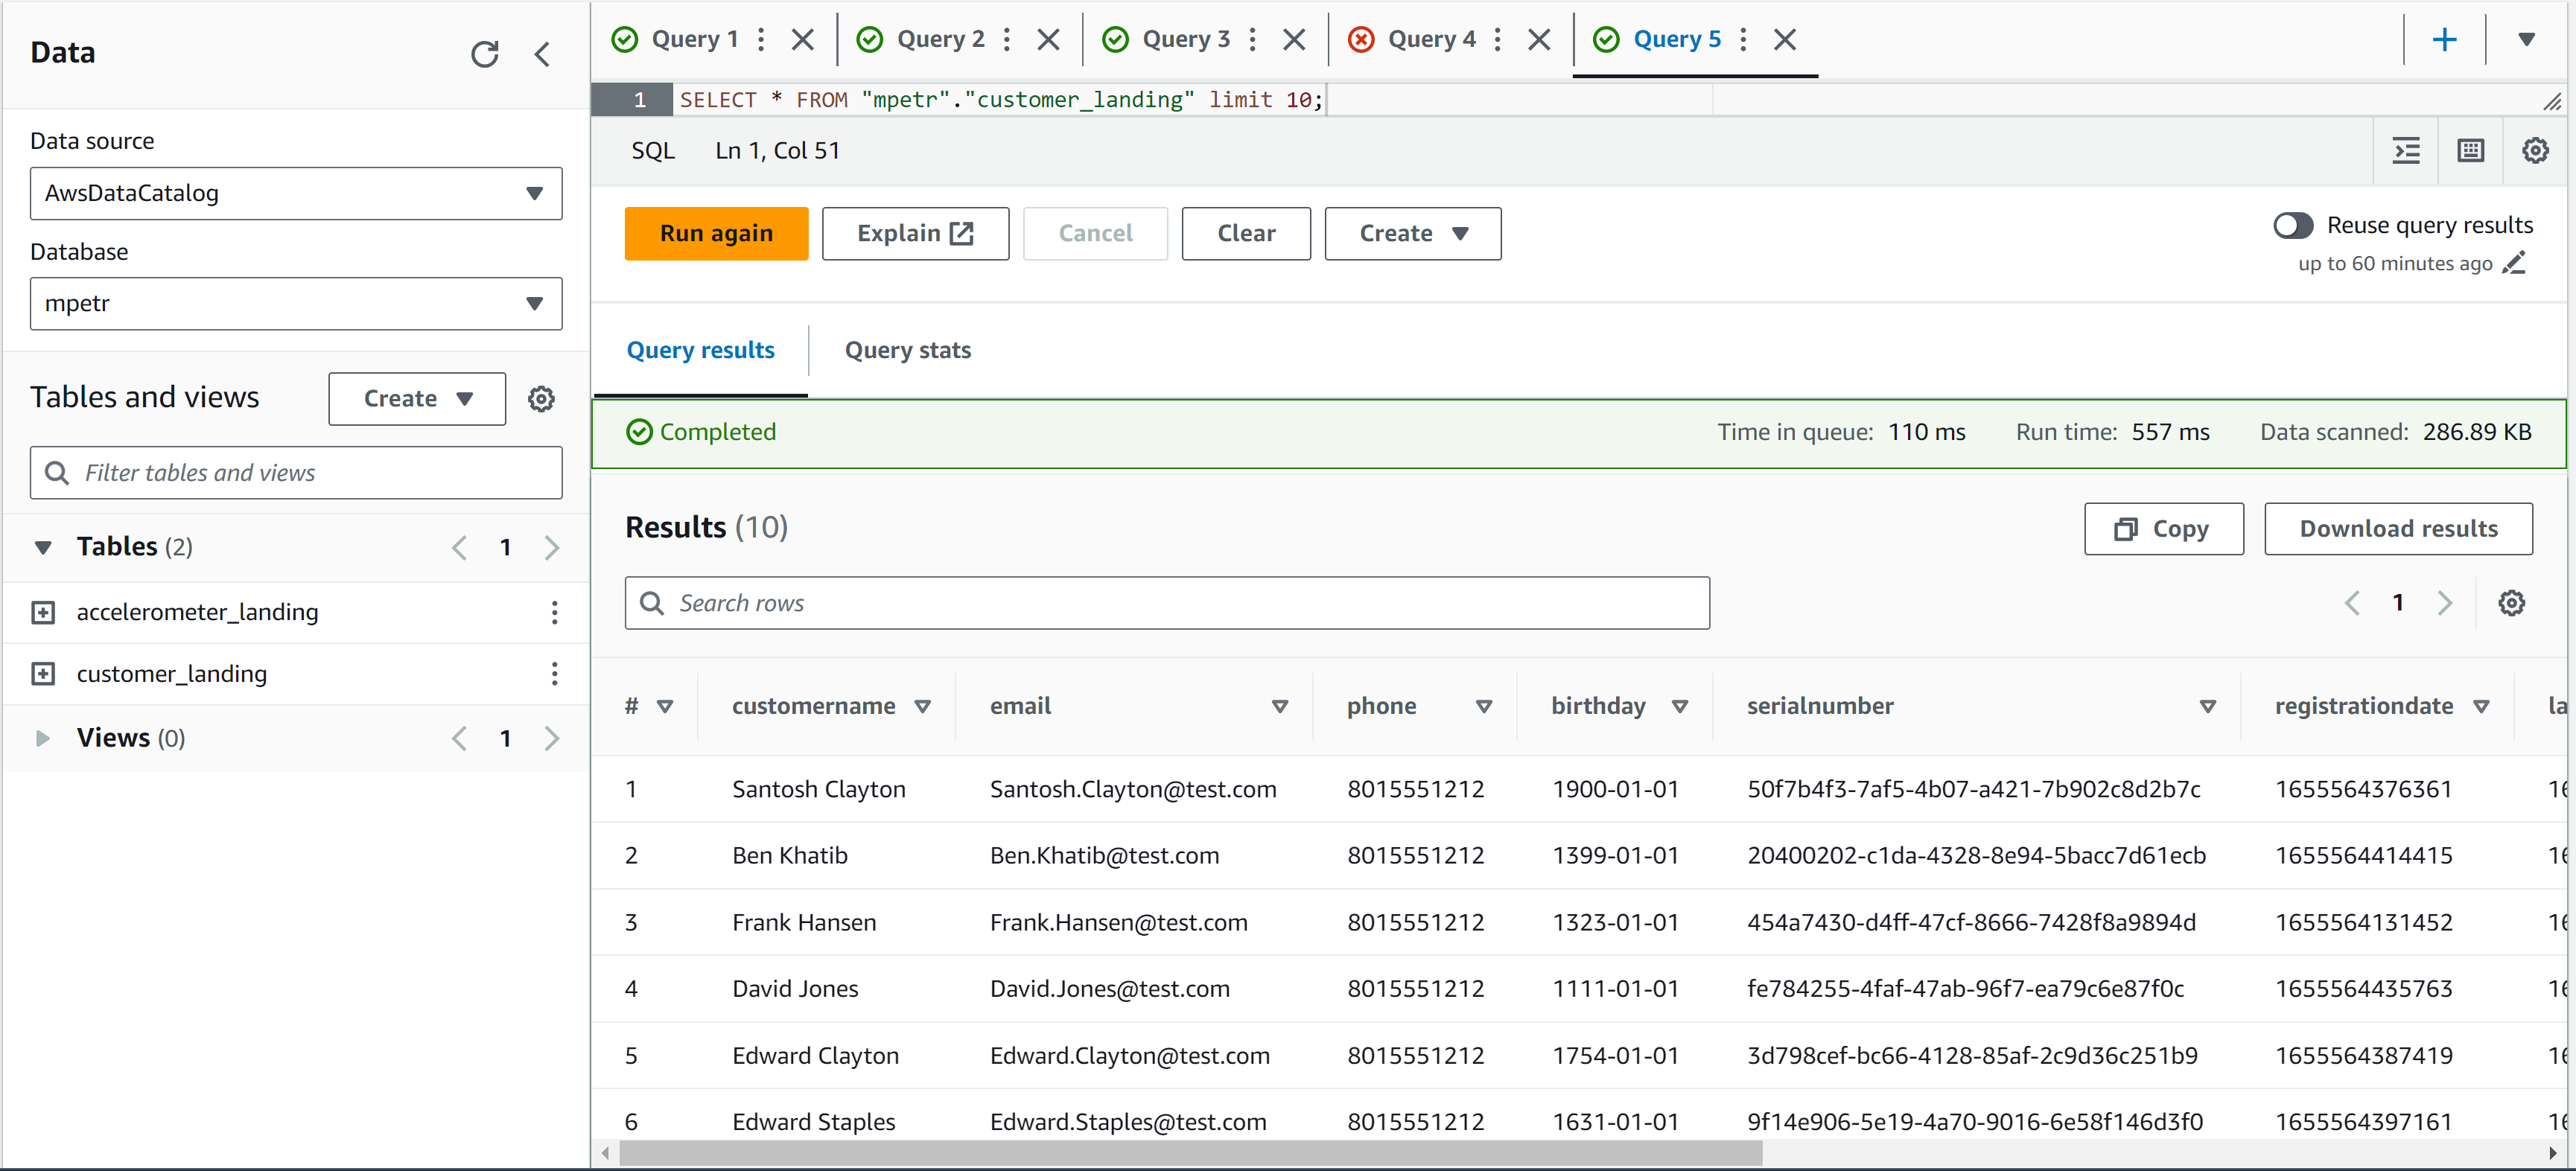 Data
Data source
AwsDataCatalog
Database
mpetr
Tables and views
Create
Filter tables and views
Tables (2)
1
accelerometer_landing
customer_landing
Views (0)
1
Query 1
Query 2
Query 3
Query 4
Query 5
1 SELECT * FROM "mpetr"."customer_landing" limit 10;
SQL Ln 1, Col 51
Run again Explain Cancel Clear Create
Reuse query results
up to 60 minutes ago
Query results Query stats
Completed Time in queue: 110 ms Run time: 557 ms Data scanned: 286.89 KB
Results (10) Copy Download results
Search rows 1
# customername email phone birthday serialnumber registrationdate la
1 Santosh Clayton Santosh.Clayton@test.com 8015551212 1900-01-01 50f7b4f3-7af5-4b07-a421-7b902c8d2b7c 1655564376361
2 Ben Khatib Ben.Khatib@test.com 8015551212 1399-01-01 20400202-c1da-4328-8e94-5bacc7d61ecb 1655564414415
3 Frank Hansen Frank.Hansen@test.com 8015551212 1323-01-01 454a7430-d4ff-47cf-8666-7428f8a9894d 1655564131452
4 David Jones David.Jones@test.com 8015551212 1111-01-01 fe784255-4faf-47ab-96f7-ea79c6e87f0c 1655564435763
5 Edward Clayton Edward.Clayton@test.com 8015551212 1754-01-01 3d798cef-bc66-4128-85af-2c9d36c251b9 1655564387419
6 Edward Staples Edward.Staples@test.com 8015551212 1631-01-01 9f14e906-5e19-4a70-9016-6e58f146d3f0 1655564397161